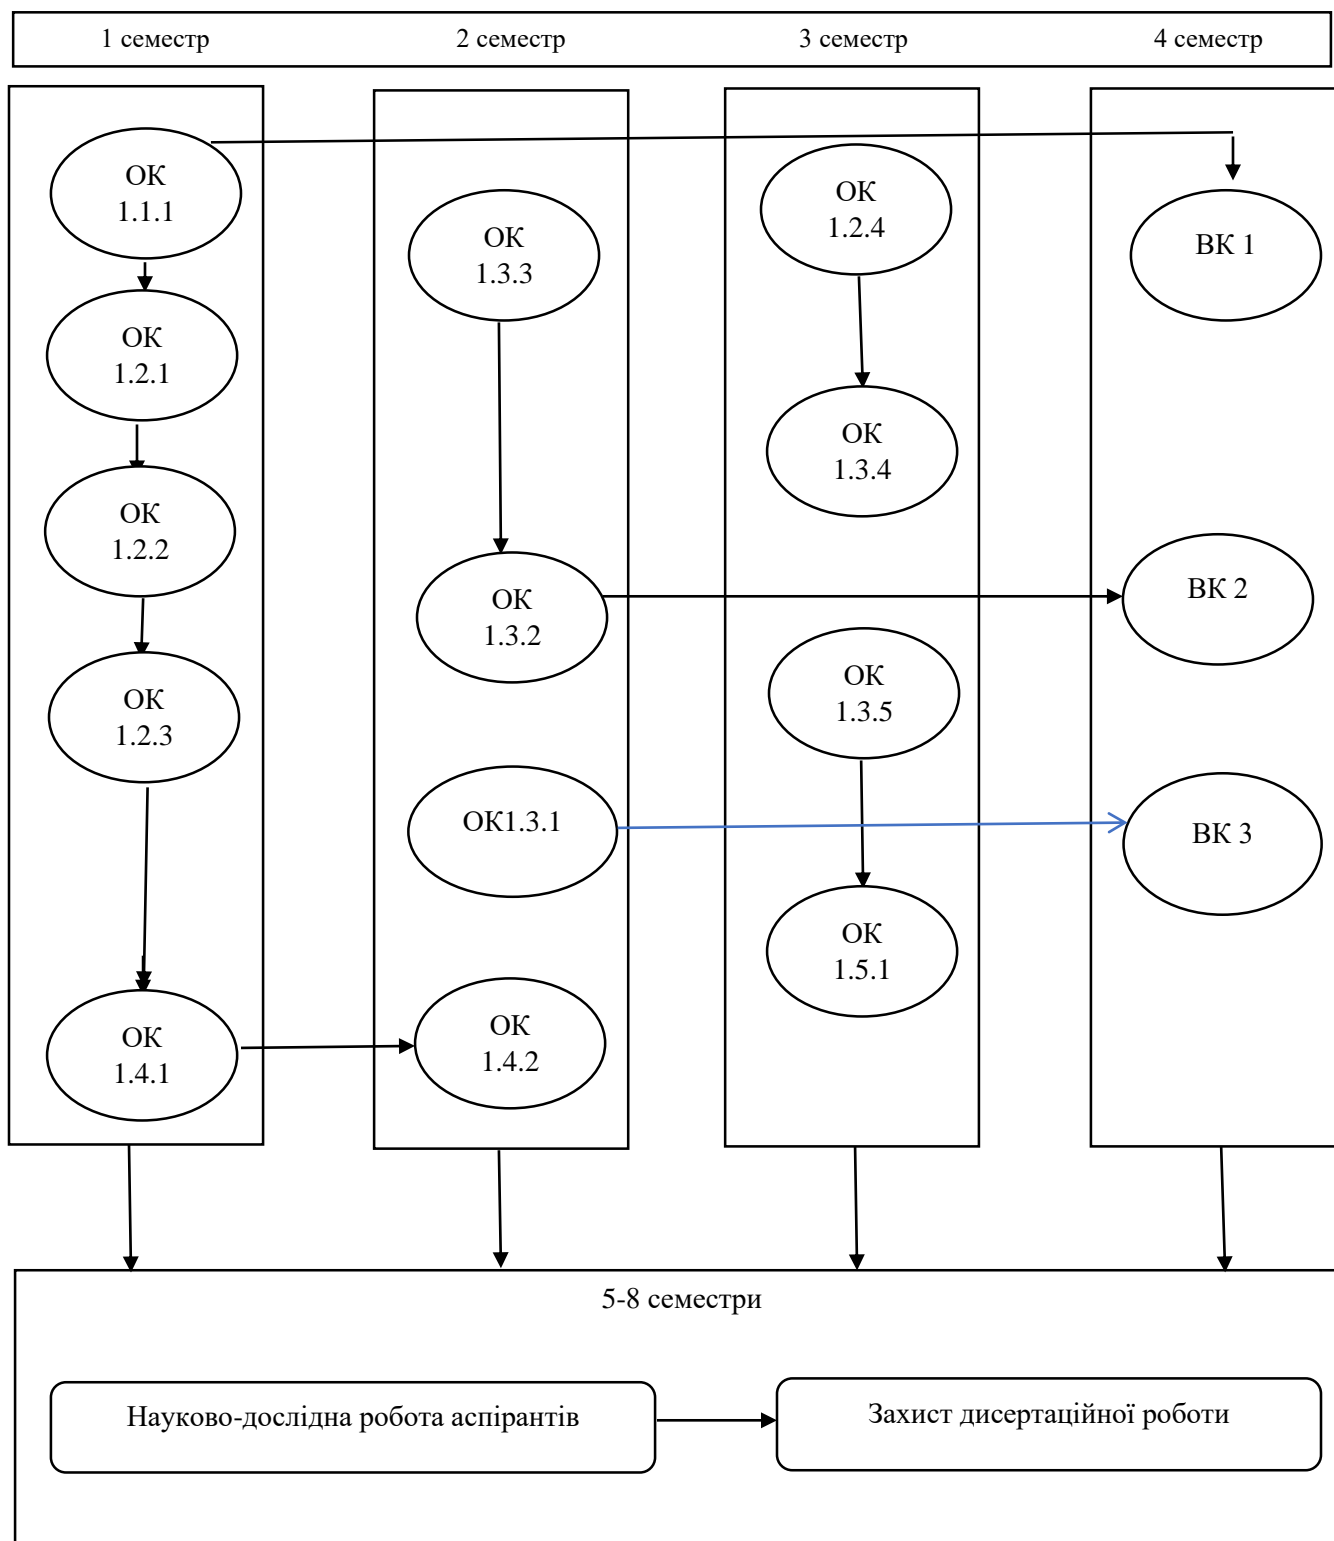 1 семестр 2 семестр 3 семестр 4 семестр
ОК
1.1.1
ОК
1.2.1
ОК
1.2.2
ОК
1.2.3
ОК
1.4.1
ОК
1.3.3
ОК
1.3.2
ОК1.3.1
ОК
1.4.2
ОК
1.2.4
ОК
1.3.4
ОК
1.3.5
ОК
1.5.1
ВК 1
ВК 2
ВК 3
5-8 семестри
Науково-дослідна робота аспірантів
Захист дисертаційної роботи